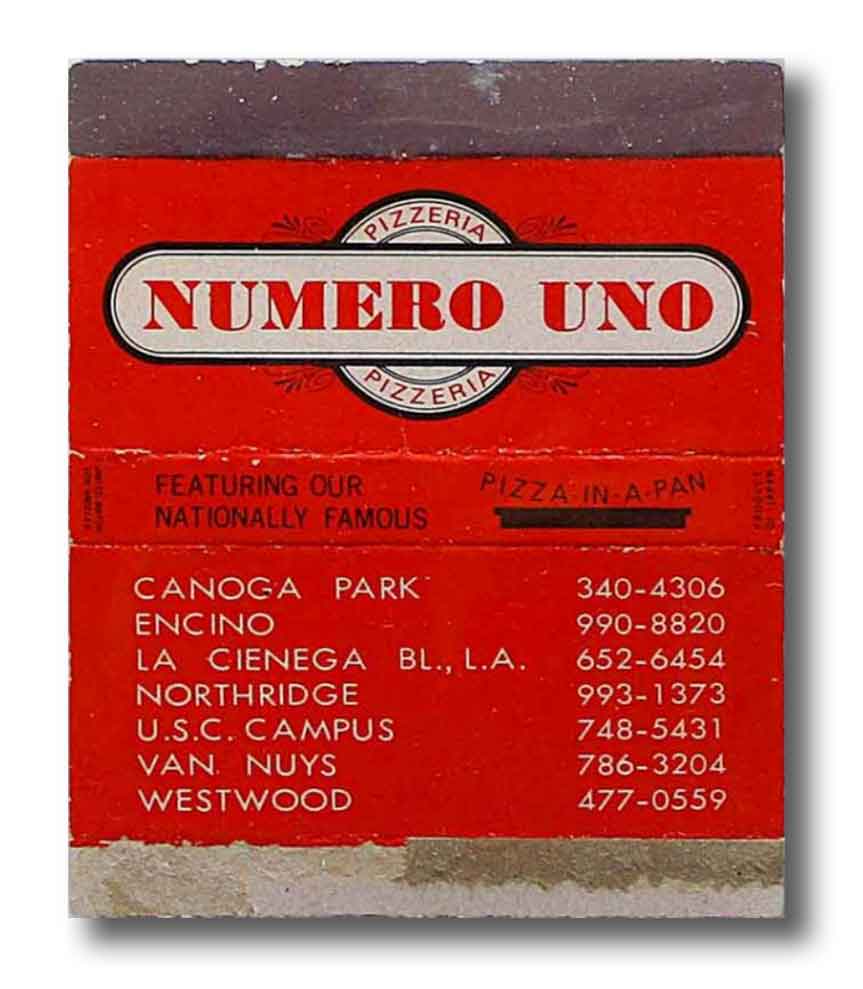 PIZZERIA
NUMERO UNO
PIZZERIA
FEATURING OUR
NATIONALLY FAMOUS
PIZZA IN-A-PAN
CANOGA PARK 340-4306
ENCINO 990-8820
LA CIENEGA BL., L.A. 652-6454
NORTHRIDGE 993-1373
U.S.C. CAMPUS 748-5431
VAN NUYS 786-3204
WESTWOOD 477-0559